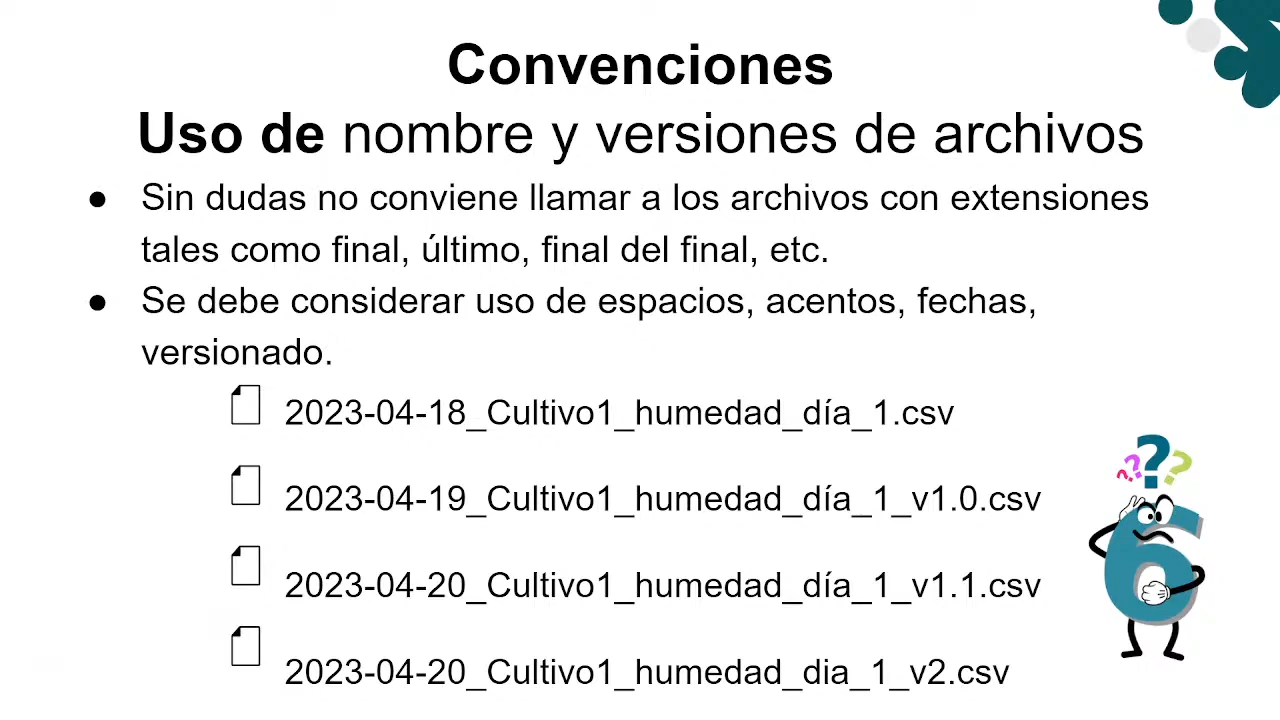 Convenciones
Uso de nombre y versiones de archivos
● Sin dudas no conviene llamar a los archivos con extensiones
tales como final, último, final del final, etc.
● Se debe considerar uso de espacios, acentos, fechas,
versionado.
2023-04-18_Cultivo1_humedad_día_1.csv
2023-04-19_Cultivo1_humedad_día_1_v1.0.csv
2023-04-20_Cultivo1_humedad_día_1_v1.1.csv
2023-04-20_Cultivo1_humedad_dia_1_v2.csv
? ? ? ?
6